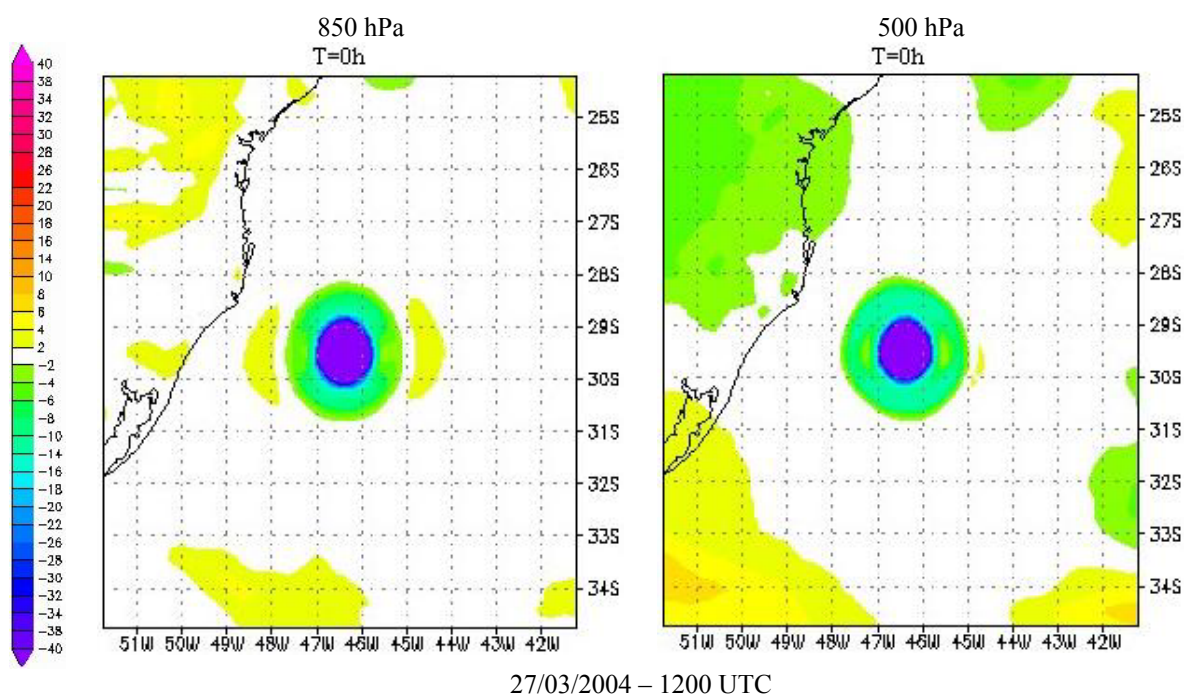 850 hPa
T=0h
500 hPa
T=0h
40
38
34
32
30
28
26
22
20
18
16
14
10
8
6
4
2
-2
-4
-6
-10
-14
-16
-18
-20
-22
-26
-28
-30
-32
-34
-38
-40
25S
26S
27S
28S
29S
30S
31S
32S
33S
34S
51W 50W 49W 48W 47W 46W 45W 44W 43W 42W
25S
26S
27S
28S
29S
30S
31S
32S
33S
34S
51W 50W 49W 48W 47W 46W 45W 44W 43W 42W
27/03/2004 – 1200 UTC